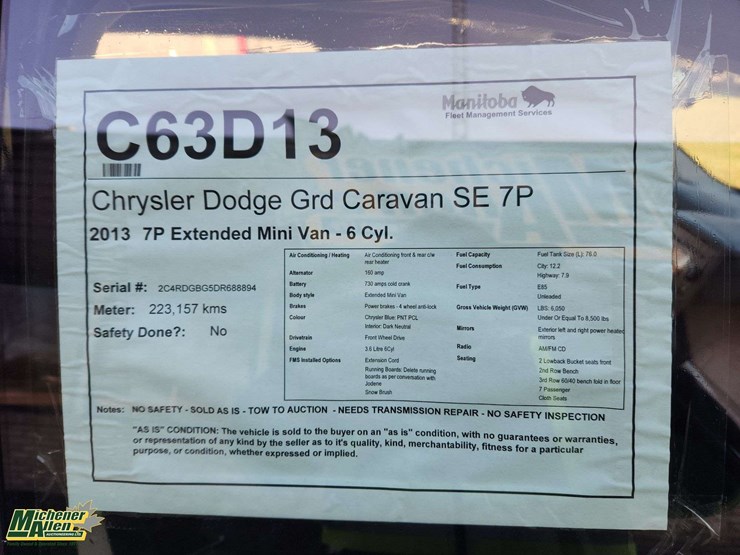 Manitoba
Fleet Management Services
C63D13
Chrysler Dodge Grd Caravan SE 7P
2013 7P Extended Mini Van - 6 Cyl.
Serial #: 2C4RDGBG5DR688894
Meter: 223,157 kms
Safety Done?: No
Air Conditioning / Heating Air Conditioning front & rear c/w
rear heater
Alternator 160 amp
Battery 730 amps cold crank
Body style Extended Mini Van
Brakes Power brakes - 4 wheel anti-lock
Colour Chrysler Blue: PNT PCL
Interior: Dark Neutral
Drivetrain Front Wheel Drive
Engine 3.6 Litre 6Cyl
FMS Installed Options Extension Cord
Running Boards: Delete running
boards as per conversation with
Jodene
Snow Brush
Fuel Capacity Fuel Tank Size (L): 76.0
Fuel Consumption City: 12.2
Highway: 7.9
Fuel Type E85
Unleaded
Gross Vehicle Weight (GVW) LBS: 6,050
Under Or Equal To 8,500 lbs
Mirrors Exterior left and right power heated
mirrors
Radio AM/FM CD
Seating 2 Lowback Bucket seats front
2nd Row Bench
3rd Row 60/40 bench fold in floor
7 Passenger
Cloth Seats
Notes: NO SAFETY - SOLD AS IS - TOW TO AUCTION - NEEDS TRANSMISSION REPAIR - NO SAFETY INSPECTION
"AS IS" CONDITION: The vehicle is sold to the buyer on an "as is" condition, with no guarantees or warranties,
or representation of any kind by the seller as to it's quality, kind, merchantability, fitness for a particular
purpose, or condition, whether expressed or implied.
Michener
Allen
AUCTIONEERING LTD.